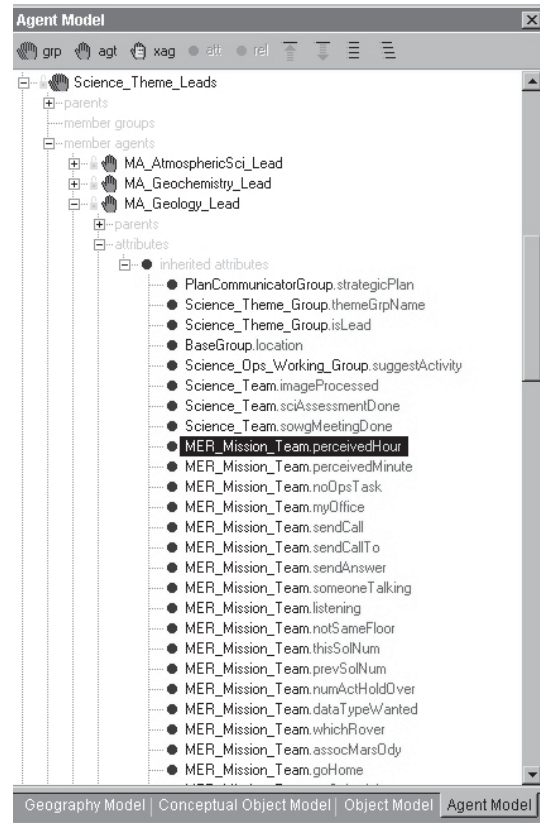 Agent Model
grp agt xag att rel
Science_Theme_Leads
parents
member groups
member agents
MA_AtmosphericSci_Lead
MA_Geochemistry_Lead
MA_Geology_Lead
parents
attributes
inherited attributes
PlanCommunicatorGroup.strategicPlan
Science_Theme_Group.themeGrpName
Science_Theme_Group.isLead
BaseGroup.location
Science_Ops_Working_Group.suggestActivity
Science_Team.imageProcessed
Science_Team.sciAssessmentDone
Science_Team.sowgMeetingDone
MER_Mission_Team.perceivedHour
MER_Mission_Team.perceivedMinute
MER_Mission_Team.noOpsTask
MER_Mission_Team.myOffice
MER_Mission_Team.sendCall
MER_Mission_Team.sendCallTo
MER_Mission_Team.sendAnswer
MER_Mission_Team.someoneTalking
MER_Mission_Team.listening
MER_Mission_Team.notSameFloor
MER_Mission_Team.thisSolNum
MER_Mission_Team.prevSolNum
MER_Mission_Team.numActHoldOver
MER_Mission_Team.dataTypeWanted
MER_Mission_Team.whichRover
MER_Mission_Team.assocMarsOdy
MER_Mission_Team.goHome
Geography Model | Conceptual Object Model | Object Model | Agent Model